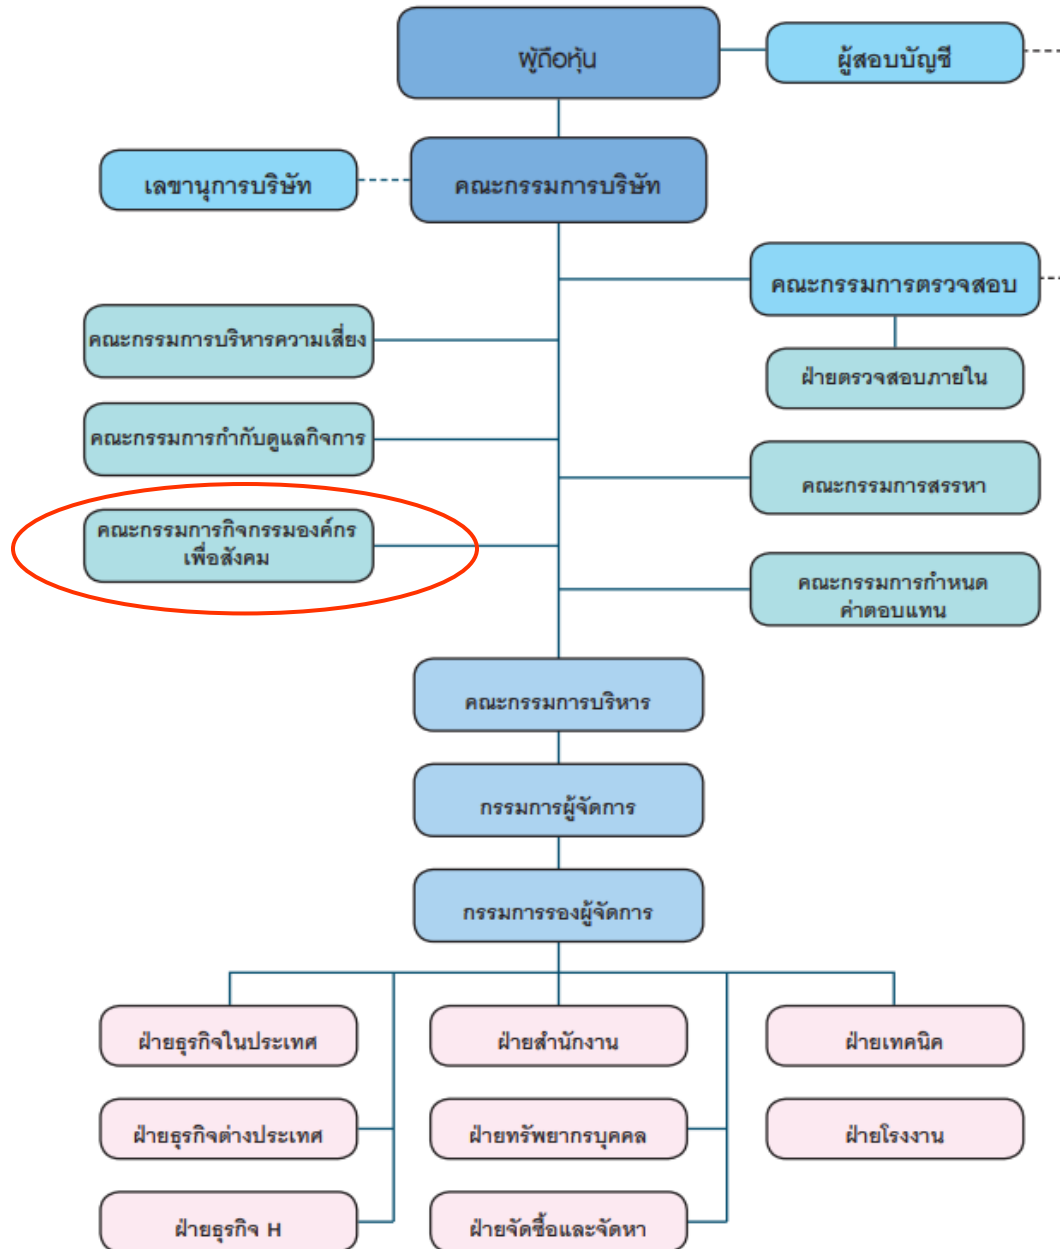 ผู้ถือหุ้น
ผู้สอบบัญชี
เลขานุการบริษัท
คณะกรรมการบริษัท
คณะกรรมการตรวจสอบ
คณะกรรมการบริหารความเสี่ยง
ฝ่ายตรวจสอบภายใน
คณะกรรมการกำกับดูแลกิจการ
คณะกรรมการสรรหา
คณะกรรมการกิจกรรมองค์กร
เพื่อสังคม
คณะกรรมการกำหนด
ค่าตอบแทน
คณะกรรมการบริหาร
กรรมการผู้จัดการ
กรรมการรองผู้จัดการ
ฝ่ายธุรกิจในประเทศ
ฝ่ายสำนักงาน
ฝ่ายเทคนิค
ฝ่ายธุรกิจต่างประเทศ
ฝ่ายทรัพยากรบุคคล
ฝ่ายโรงงาน
ฝ่ายธุรกิจ H
ฝ่ายจัดซื้อและจัดหา